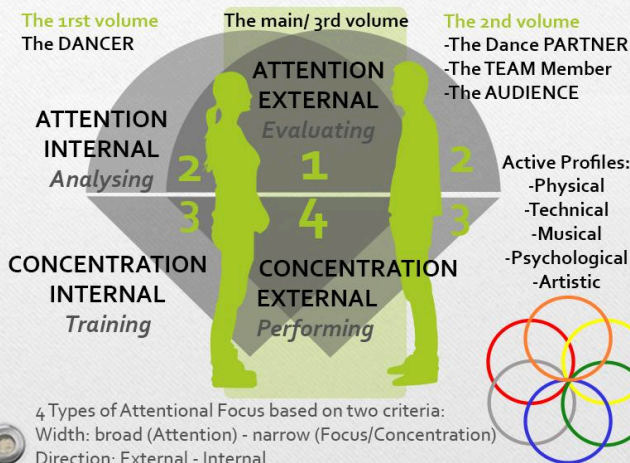 The 1rst volume
The DANCER
The main/ 3rd volume
The 2nd volume
-The Dance PARTNER
-The TEAM Member
-The AUDIENCE
ATTENTION
INTERNAL
Analysing
ATTENTION
EXTERNAL
Evaluating
2
1
2
3
4
3
CONCENTRATION
INTERNAL
Training
CONCENTRATION
EXTERNAL
Performing
Active Profiles:
-Physical
-Technical
-Musical
-Psychological
-Artistic
4 Types of Attentional Focus based on two criteria:
Width: broad (Attention) - narrow (Focus/Concentration)
Direction: External - Internal